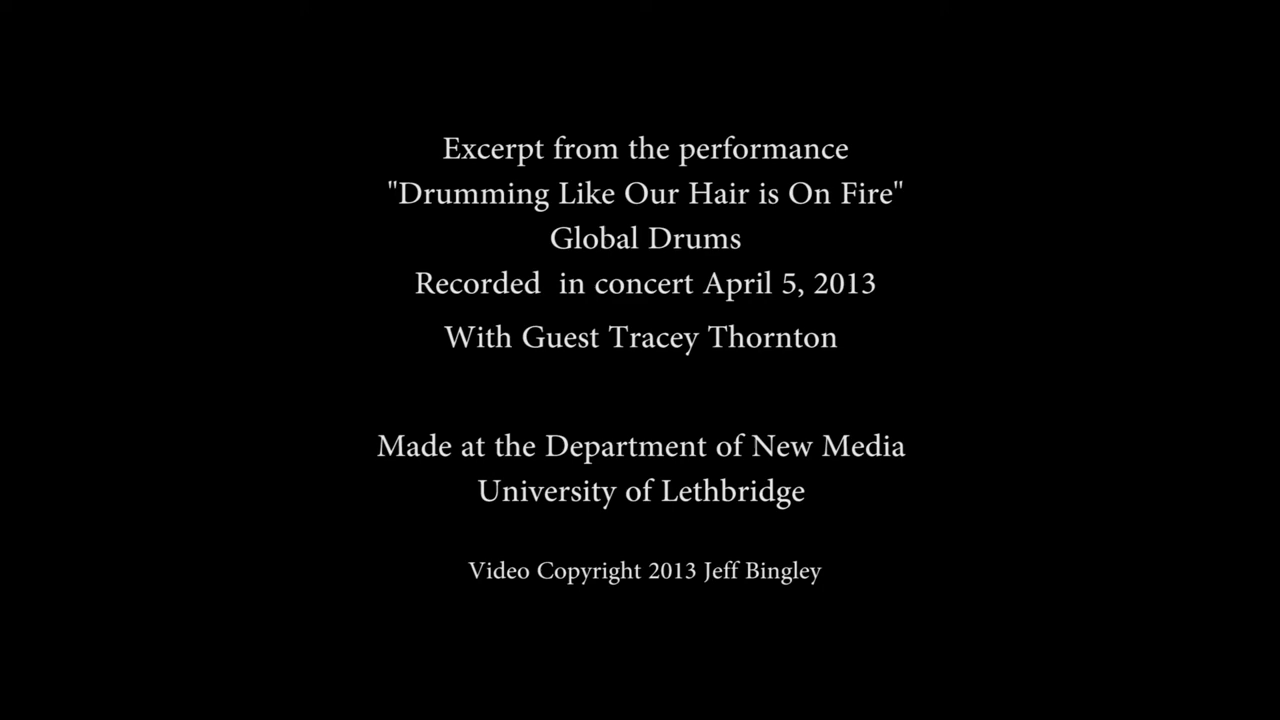 Excerpt from the performance
"Drumming Like Our Hair is On Fire"
Global Drums
Recorded  in concert April 5, 2013
With Guest Tracey Thornton
Made at the Department of New Media
University of Lethbridge
Video Copyright 2013 Jeff Bingley